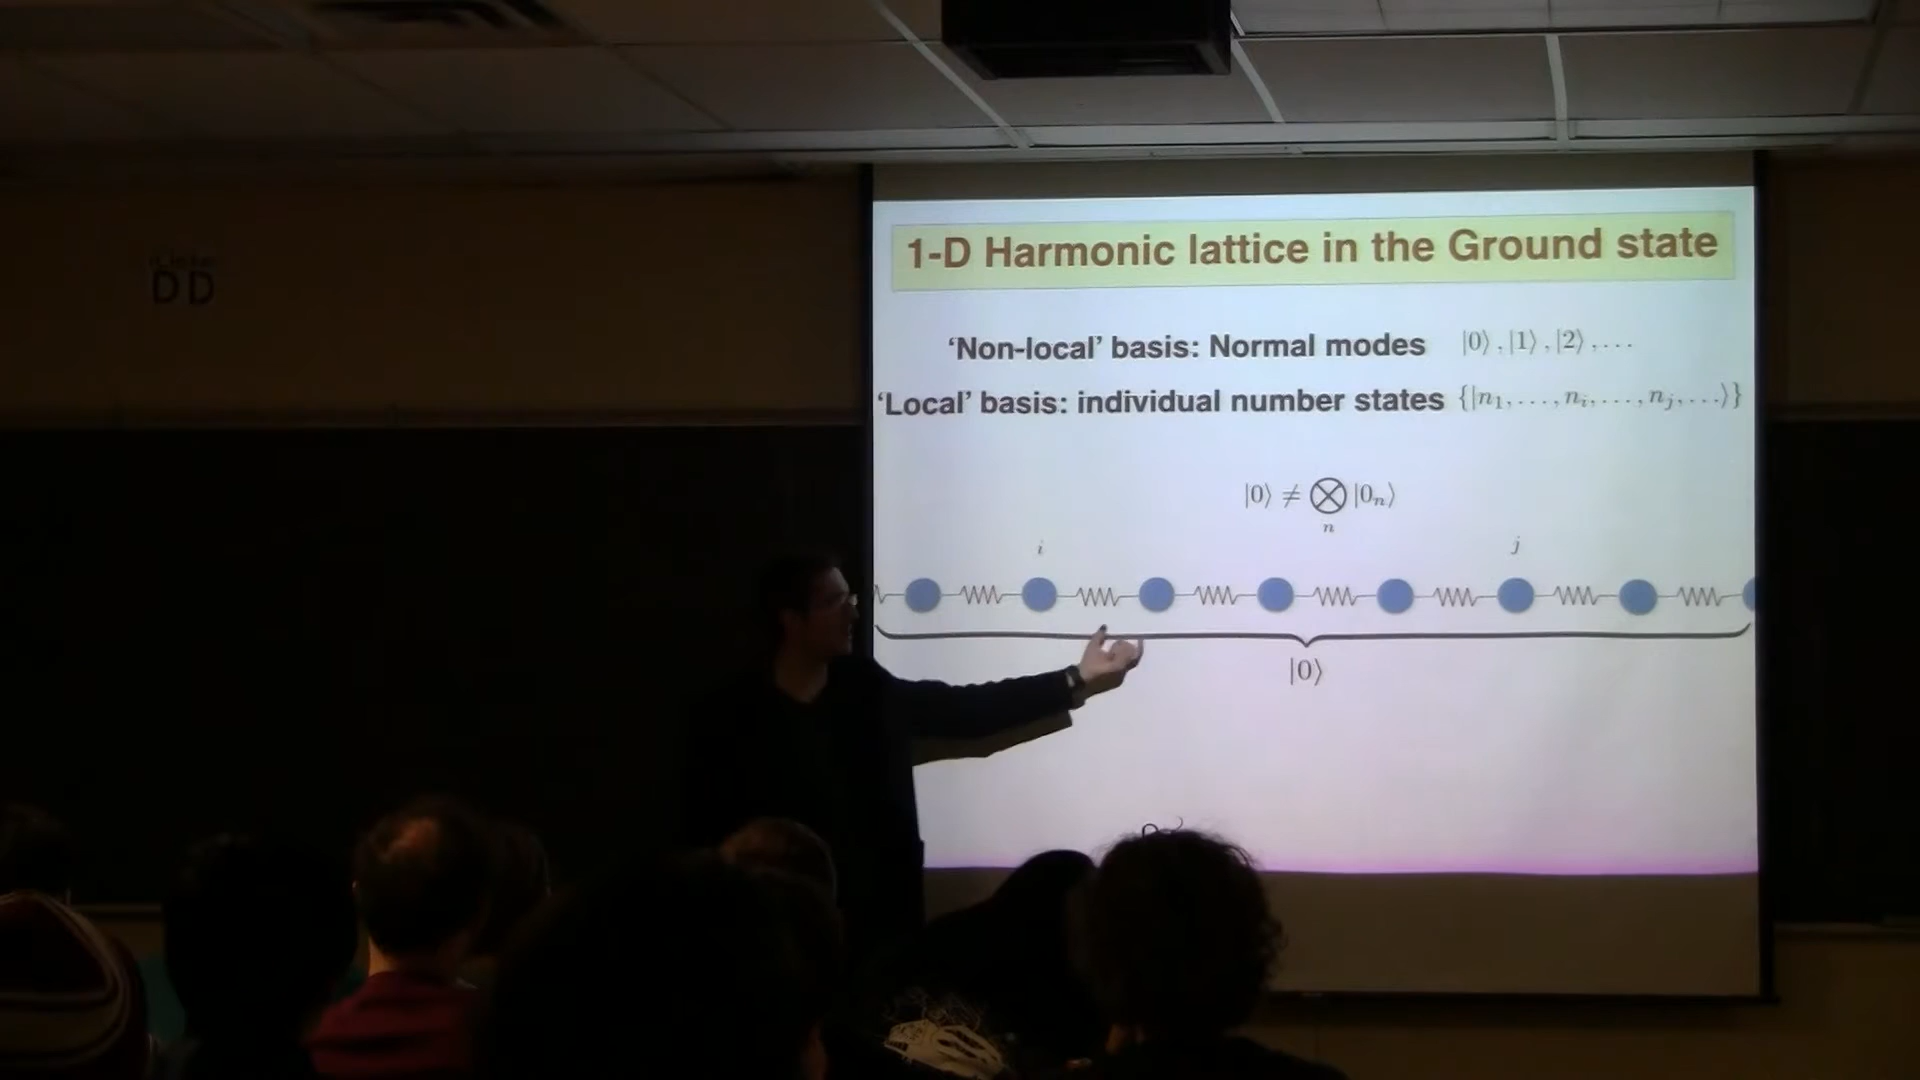 DD
1-D Harmonic lattice in the Ground state
‘Non-local’ basis: Normal modes |0⟩, |1⟩, |2⟩, ...
‘Local’ basis: individual number states {|n₁, ..., nᵢ, ..., nⱼ, ...⟩}
|0⟩ ≠ ⨂ₙ |0ₙ⟩
i j
|0⟩